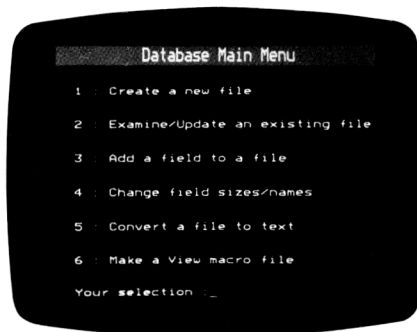 Database Main Menu
1 : Create a new file
2 : Examine/Update an existing file
3 : Add a field to a file
4 : Change field sizes/names
5 : Convert a file to text
6 : Make a View macro file
Your selection :_